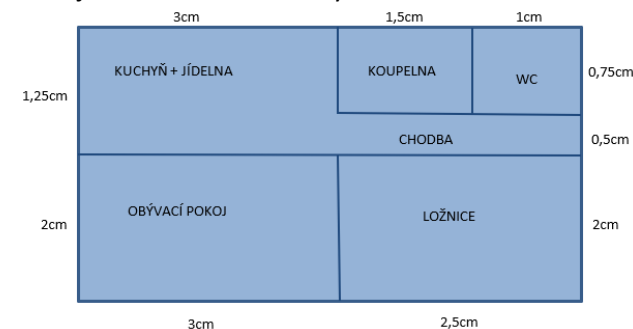 3cm
1,5cm
1cm
KUCHYŇ + JÍDELNA
KOUPELNA
WC
0,75cm
1,25cm
CHODBA
0,5cm
OBÝVACÍ POKOJ
LOŽNICE
2cm
2cm
3cm
2,5cm